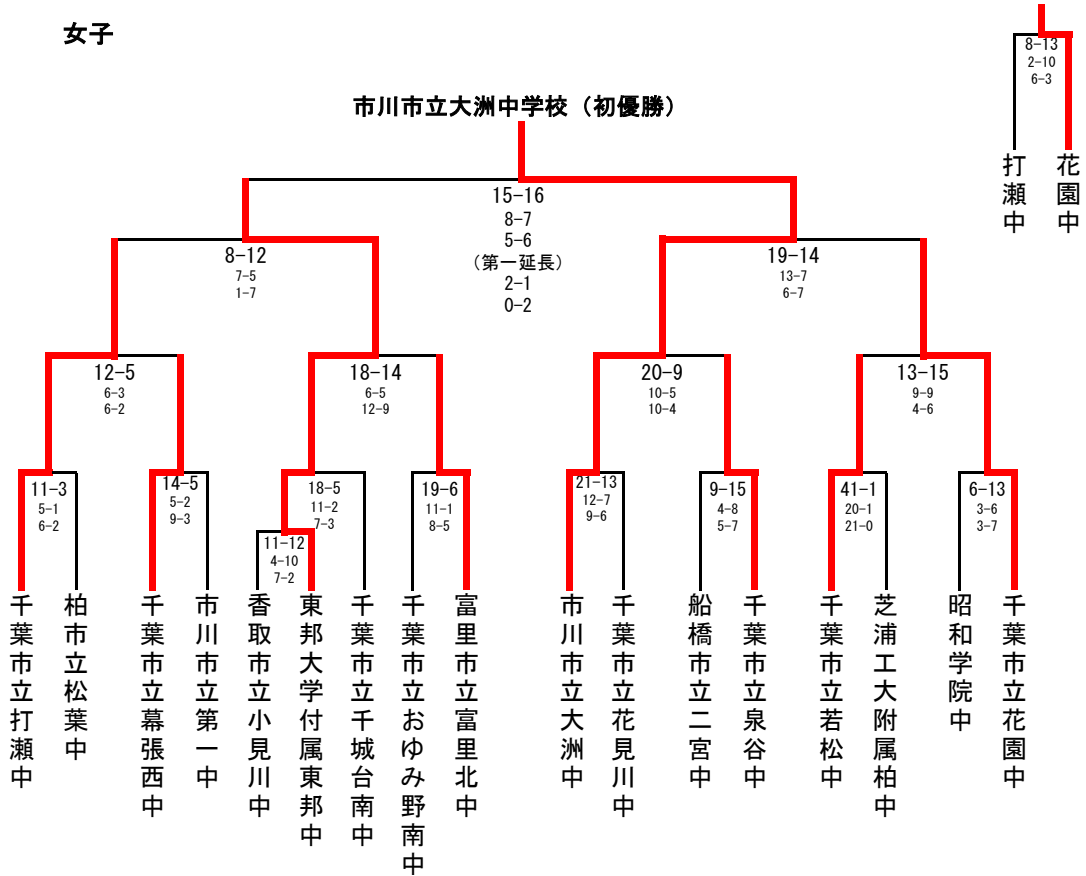 女子
8-13
2-10
6-3
打瀬中
花園中
市川市立大洲中学校（初優勝）
15-16
8-7
5-6
（第一延長）
2-1
0-2
8-12
7-5
1-7
19-14
13-7
6-7
12-5
6-3
6-2
18-14
6-5
12-9
20-9
10-5
10-4
13-15
9-9
4-6
11-3
5-1
6-2
14-5
5-2
9-3
18-5
11-2
7-3
19-6
11-1
8-5
21-13
12-7
9-6
9-15
4-8
5-7
41-1
20-1
21-0
6-13
3-6
3-7
11-12
4-10
7-2
千葉市立打瀬中
柏市立松葉中
千葉市立幕張西中
市川市立第一中
香取市立小見川中
東邦大学付属東邦中
千葉市立千城台南中
千葉市立おゆみ野南中
富里市立富里北中
市川市立大洲中
千葉市立花見川中
船橋市立二宮中
千葉市立泉谷中
千葉市立若松中
芝浦工大附属柏中
昭和学院中
千葉市立花園中